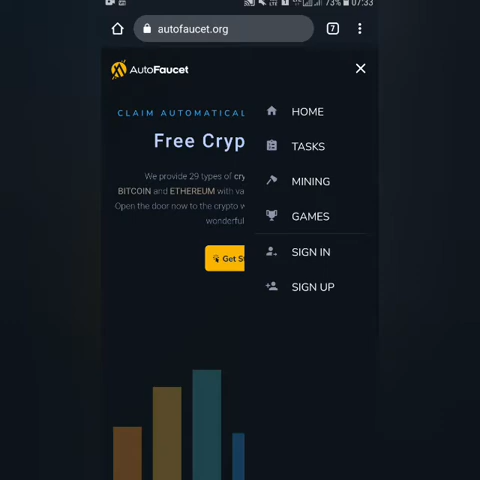 73% 07:33
autofaucet.org
7
AutoFaucet
CLAIM AUTOMATICAL
Free Cryp
We provide 29 types of cry
BITCOIN and ETHEREUM with va
Open the door now to the crypto w
wonderful
Get St
HOME
TASKS
MINING
GAMES
SIGN IN
SIGN UP